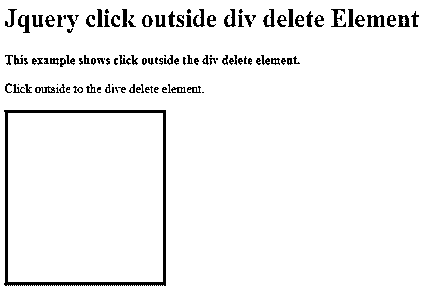 Jquery click outside div delete Element
This example shows click outside the div delete element.
Click outside to the dive delete element.